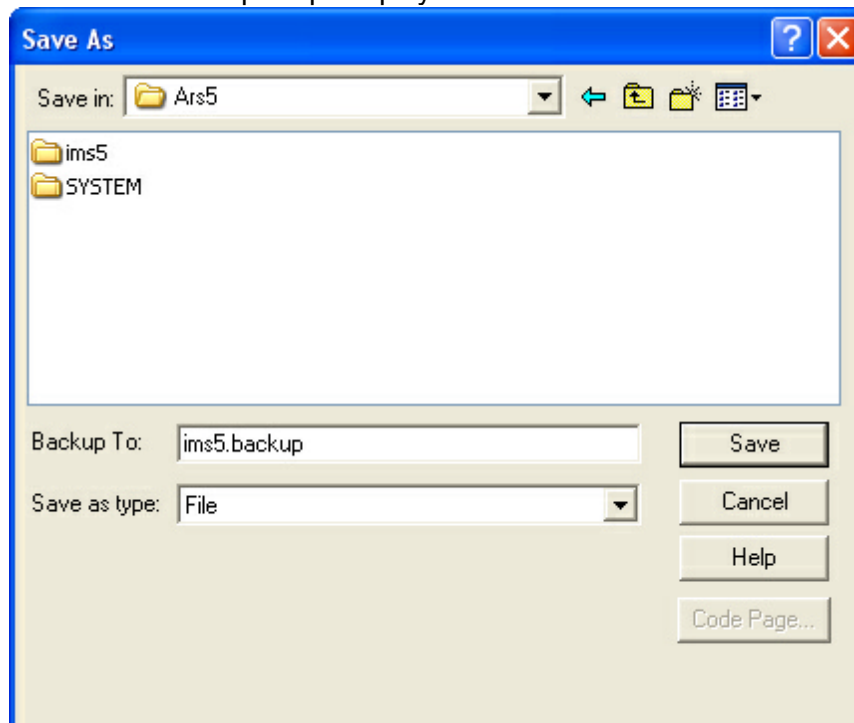 Save As
Save in: Ars5
ims5
SYSTEM
Backup To: ims5.backup Save
Save as type: File Cancel
Help
Code Page...